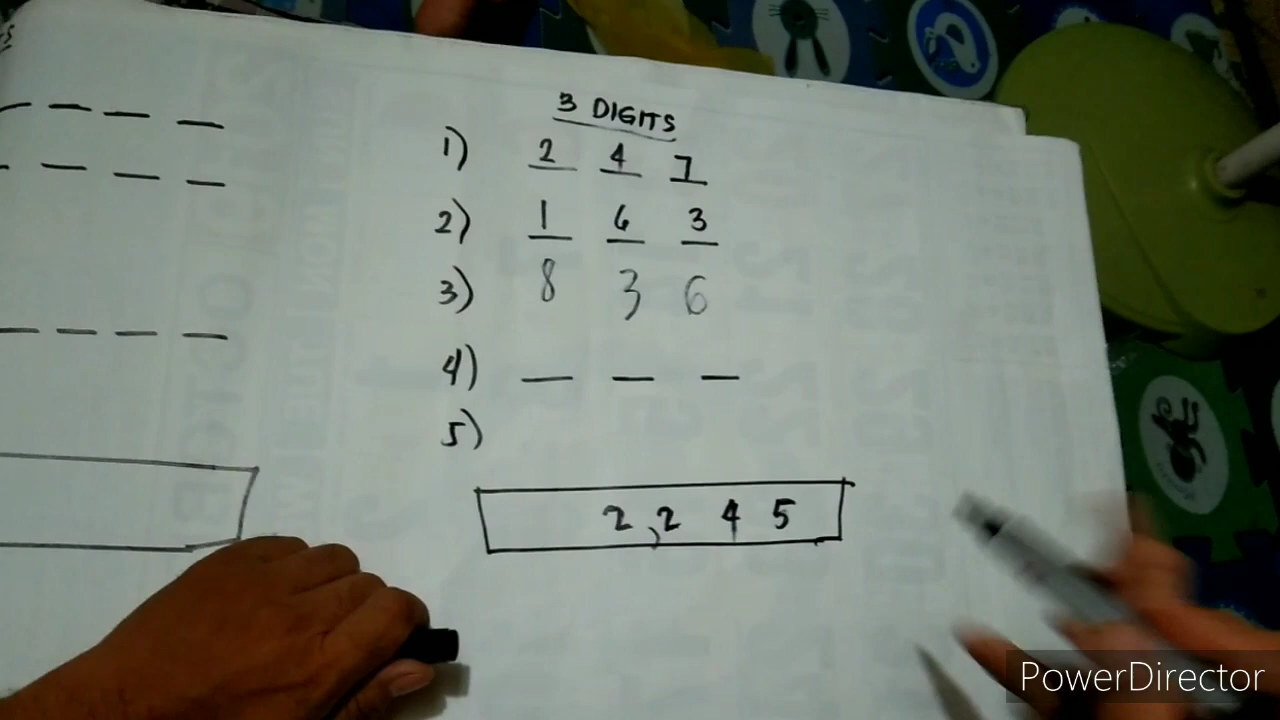 3 DIGITS
1) 2 4 7
2) 1 6 3
3) 8 3 6
4) _ _ _
5)
2,2 4 5
PowerDirector